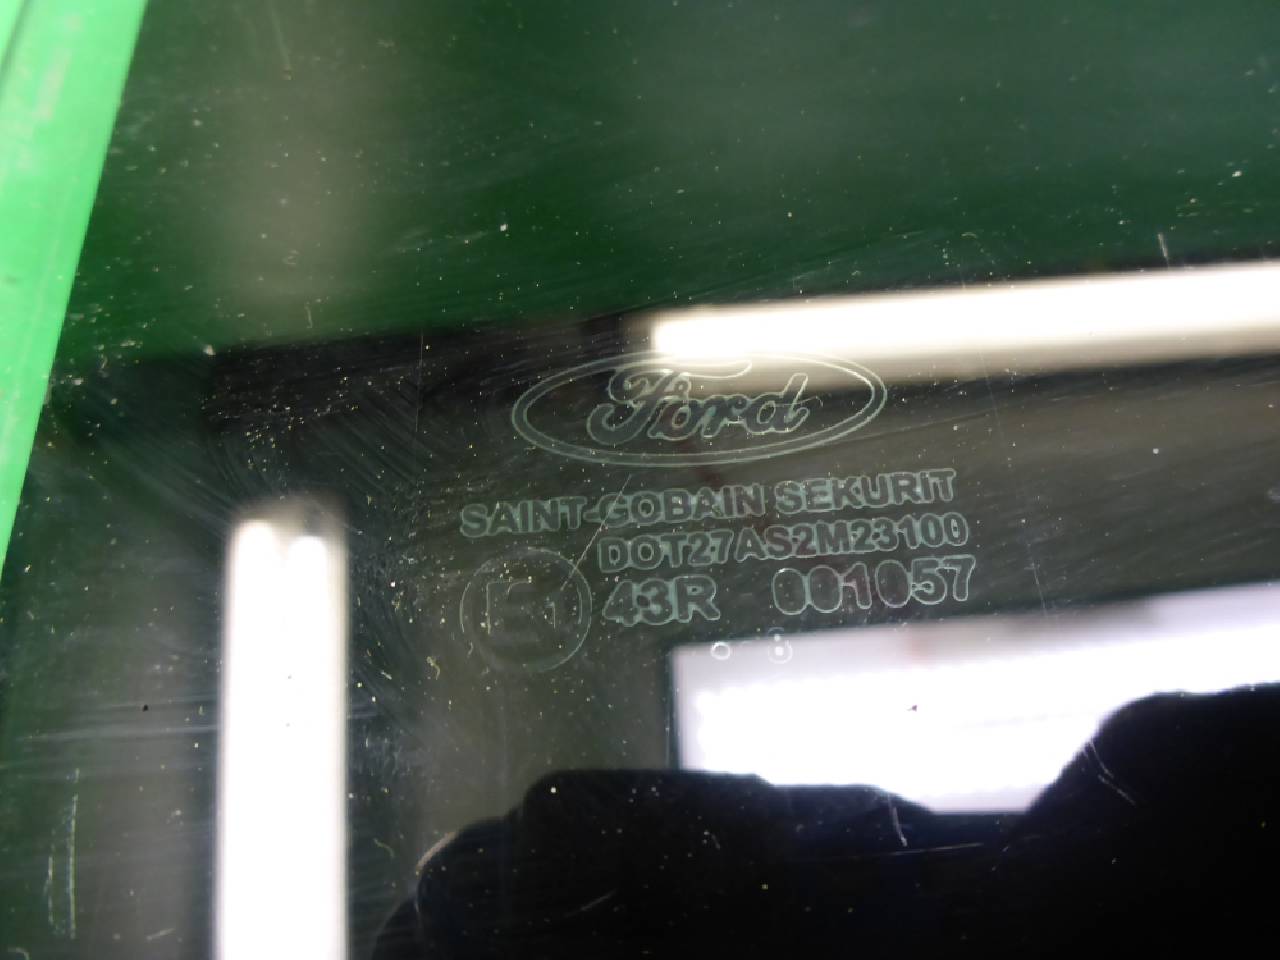 Ford
SAINT-GOBAIN SEKURIT
DOT27AS2M23100
E1 43R 001057